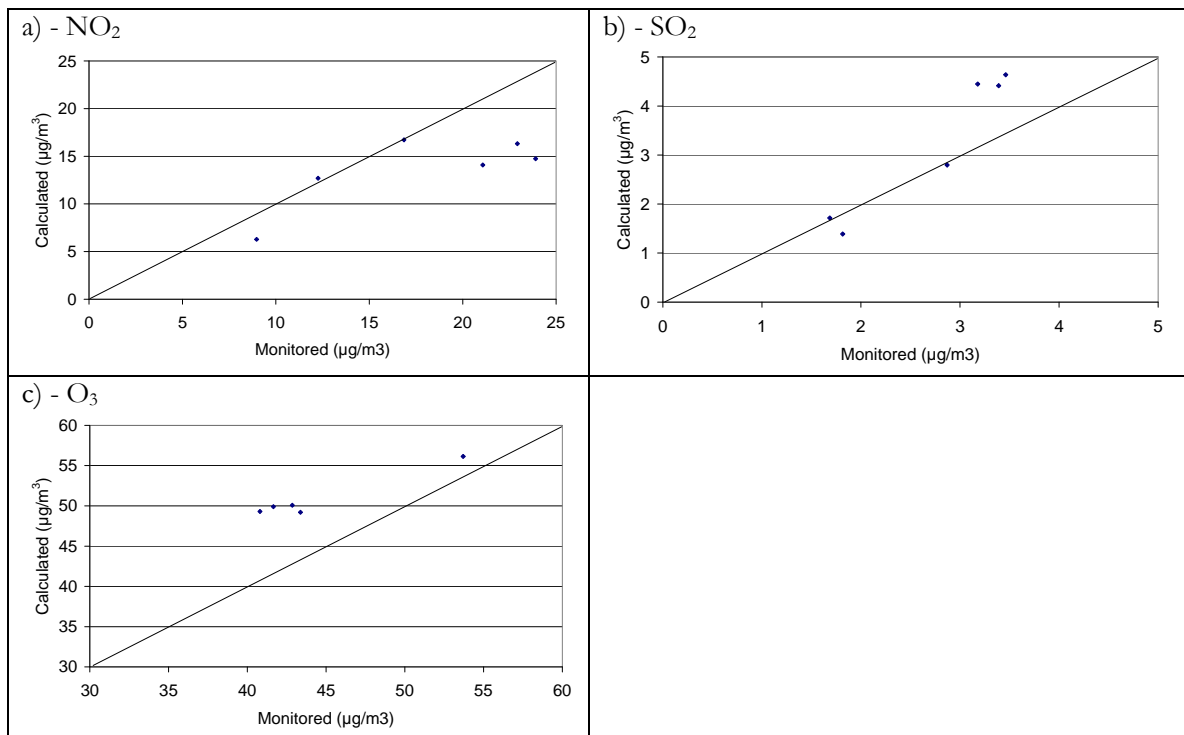 a) - NO₂
25
20
15
10
5
0
Calculated (µg/m³)
0 5 10 15 20 25
Monitored (µg/m3)
b) - SO₂
5
4
3
2
1
0
Calculated (µg/m³)
0 1 2 3 4 5
Monitored (µg/m3)
c) - O₃
60
55
50
45
40
35
30
Calculated (µg/m³)
30 35 40 45 50 55 60
Monitored (µg/m3)